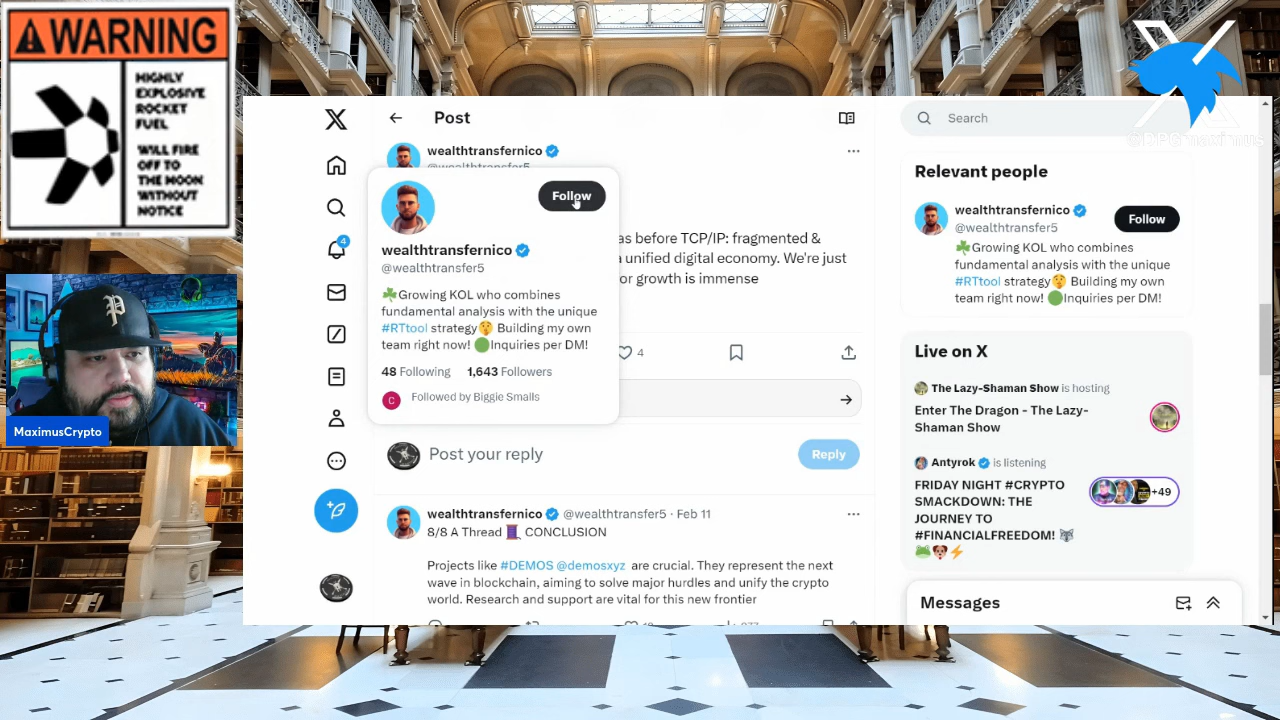 WARNING
HIGHLY
EXPLOSIVE
ROCKET
FUEL
WILL FIRE
OFF TO
THE MOON
WITHOUT
NOTICE
MaximusCrypto
Post
wealthtransfernico
@wealthtransfer5
Follow
wealthtransfernico
@wealthtransfer5
☘️Growing KOL who combines
fundamental analysis with the unique
#RTtool strategy🤫 Building my own
team right now! 🟢Inquiries per DM!
48 Following 1,643 Followers
C Followed by Biggie Smalls
as before TCP/IP: fragmented &
a unified digital economy. We're just
or growth is immense
4
Post your reply
Reply
wealthtransfernico @wealthtransfer5 · Feb 11
8/8 A Thread 🧵 CONCLUSION
Projects like #DEMOS @demosxyz are crucial. They represent the next
wave in blockchain, aiming to solve major hurdles and unify the crypto
world. Research and support are vital for this new frontier
4
Search
@DPGmaximus
Relevant people
wealthtransfernico
@wealthtransfer5
Follow
☘️Growing KOL who combines
fundamental analysis with the unique
#RTtool strategy🤫 Building my own
team right now! 🟢Inquiries per DM!
Live on X
The Lazy-Shaman Show is hosting
Enter The Dragon - The Lazy-
Shaman Show
Antyrok is listening
FRIDAY NIGHT #CRYPTO
SMACKDOWN: THE
JOURNEY TO
#FINANCIALFREEDOM! 🐺
🐸🐶⚡
+49
Messages